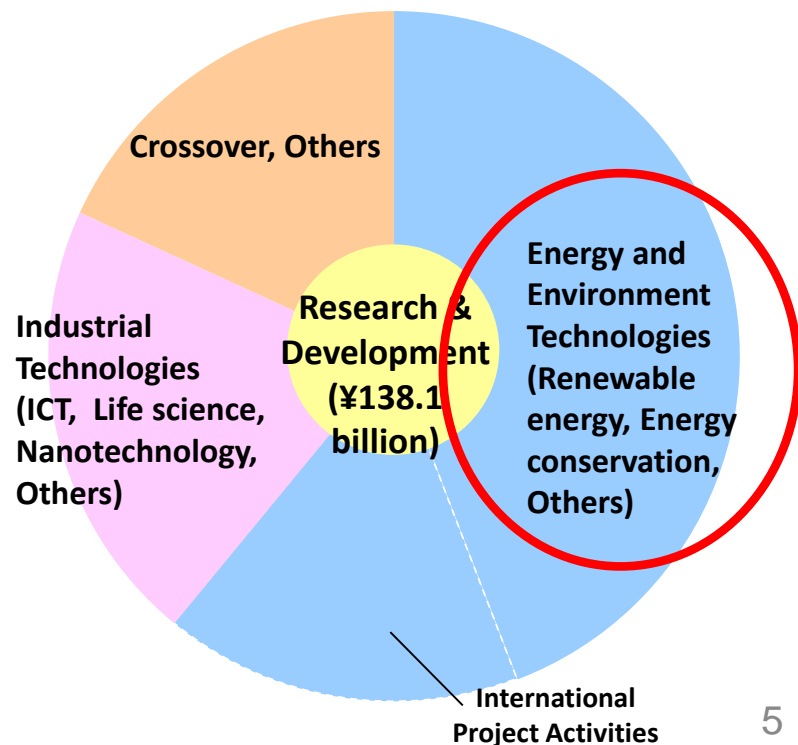 Crossover, Others
Energy and
Environment
Technologies
(Renewable
energy, Energy
conservation,
Others)
Research &
Development
(¥138.1
billion)
Industrial
Technologies
(ICT, Life science,
Nanotechnology,
Others)
International
Project Activities
5